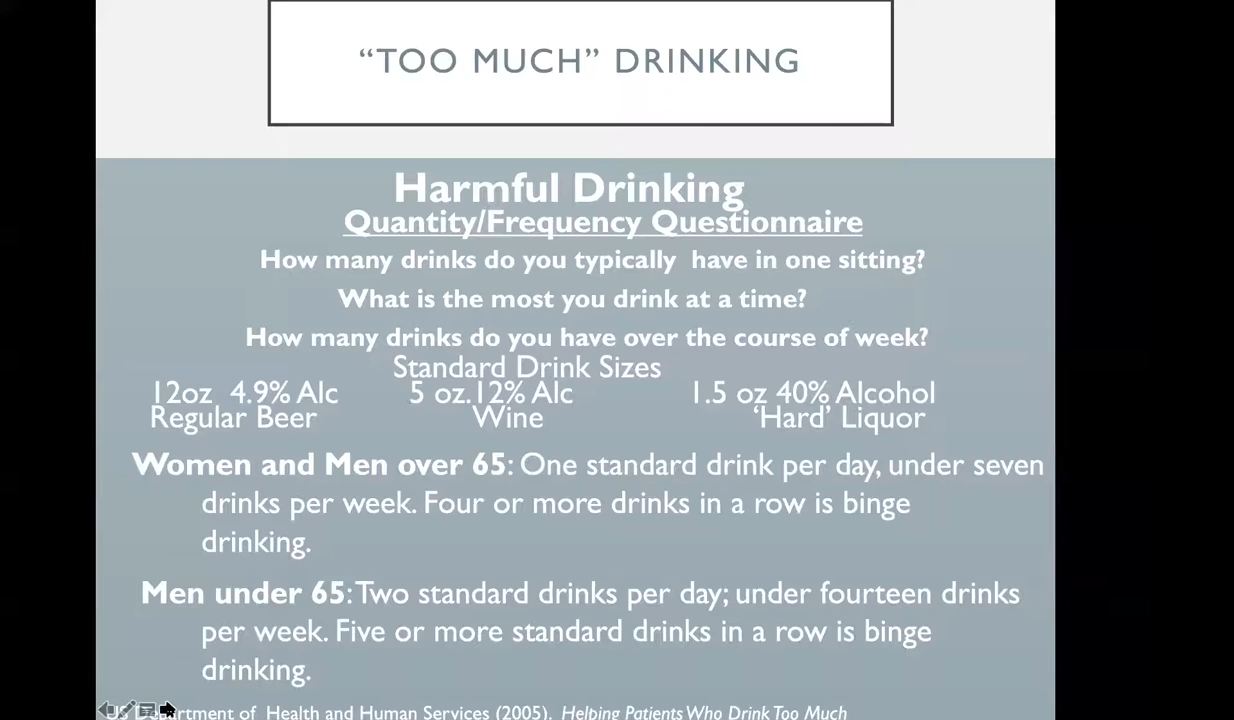 “TOO MUCH” DRINKING
Harmful Drinking
Quantity/Frequency Questionnaire
How many drinks do you typically have in one sitting?
What is the most you drink at a time?
How many drinks do you have over the course of week?
Standard Drink Sizes
12oz 4.9% Alc 5 oz.12% Alc 1.5 oz 40% Alcohol
Regular Beer Wine ‘Hard’ Liquor
Women and Men over 65: One standard drink per day, under seven
drinks per week. Four or more drinks in a row is binge
drinking.
Men under 65: Two standard drinks per day; under fourteen drinks
per week. Five or more standard drinks in a row is binge
drinking.
US Department of Health and Human Services (2005). Helping Patients Who Drink Too Much